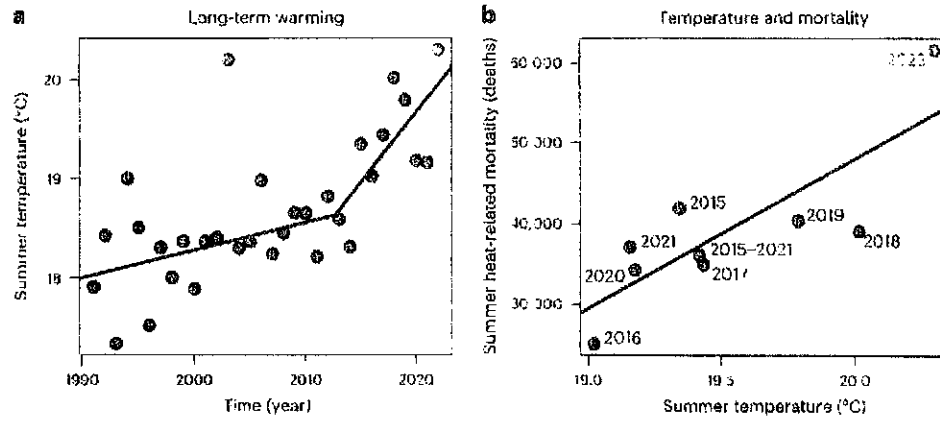 a
Long-term warming
Summer temperature (°C)
20
19
18
1990
2000
2010
2020
Time (year)
b
Temperature and mortality
Summer heat-related mortality (deaths)
60 000
50 000
40 000
30 000
2015
2021
2020
2016
2015–2021
2017
2019
2018
19.0
19.5
20.0
Summer temperature (°C)